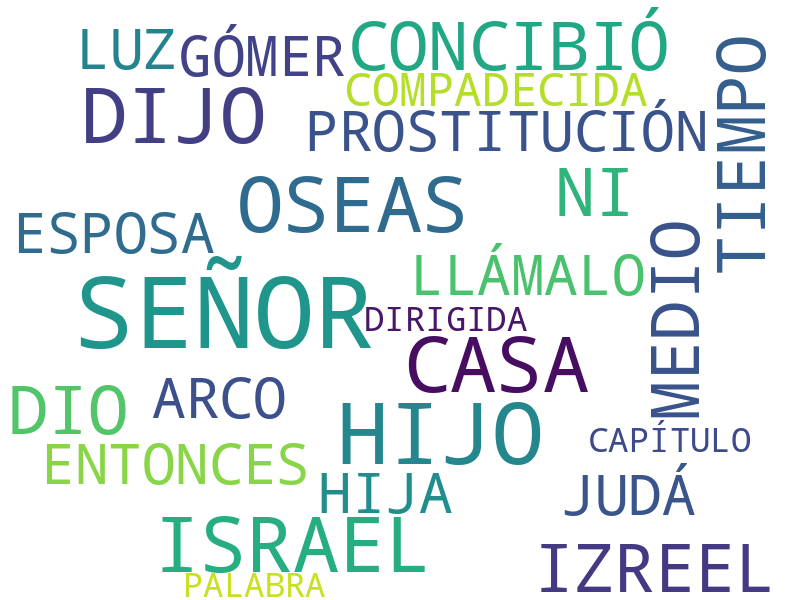 LUZ GÓMER CONCIBIÓ
COMPADECIDA
DIJO
PROSTITUCIÓN
TIEMPO
OSEAS
NI
ESPOSA
MEDIO
SEÑOR
LLÁMALO
DIRIGIDA
CASA
DIO
ARCO
HIJO
CAPÍTULO
ENTONCES
HIJA
JUDÁ
ISRAEL
IZREEL
PALABRA